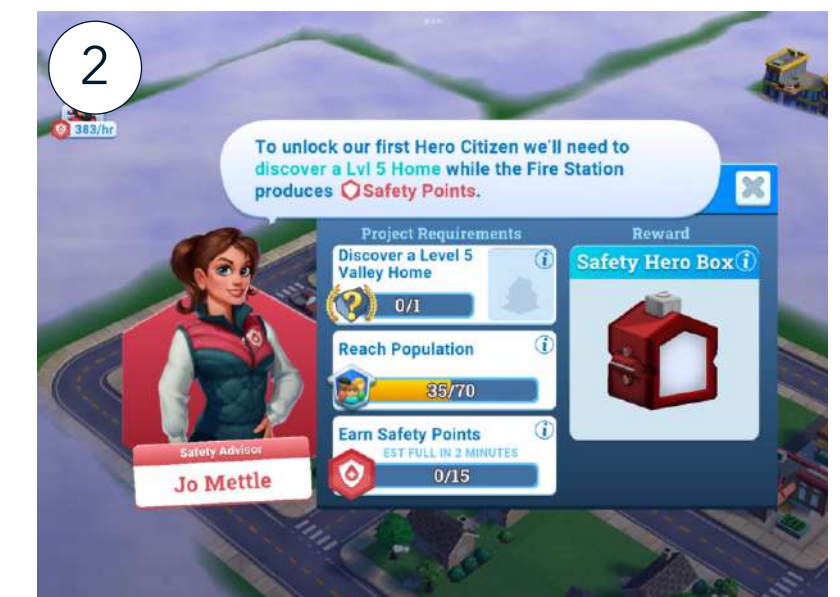 2
383/hr
To unlock our first Hero Citizen we'll need to
discover a Lvl 5 Home while the Fire Station
produces Safety Points.
Project Requirements
Reward
Discover a Level 5
Valley Home
0/1
Safety Hero Box
Reach Population
35/70
Earn Safety Points
EST FULL IN 2 MINUTES
0/15
Safety Advisor
Jo Mettle